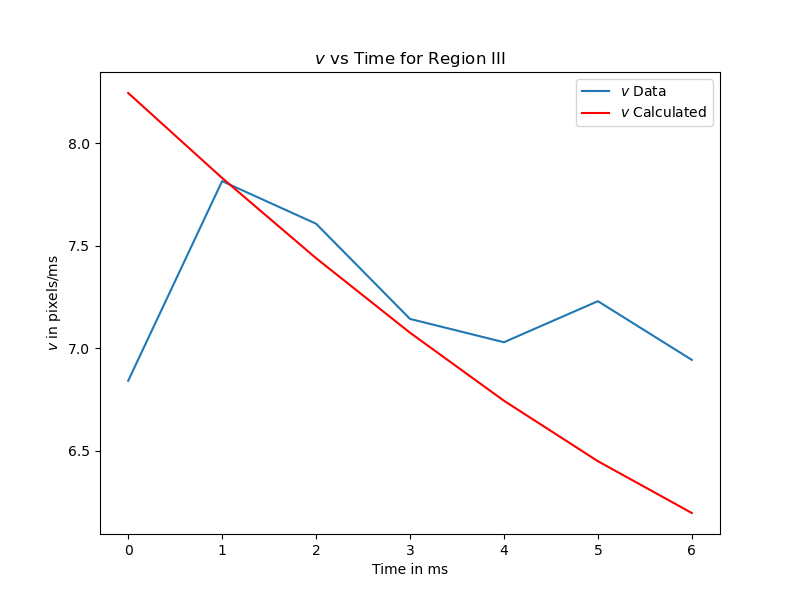 v vs Time for Region III
v Data
v Calculated
8.0
7.5
7.0
6.5
v in pixels/ms
0 1 2 3 4 5 6
Time in ms